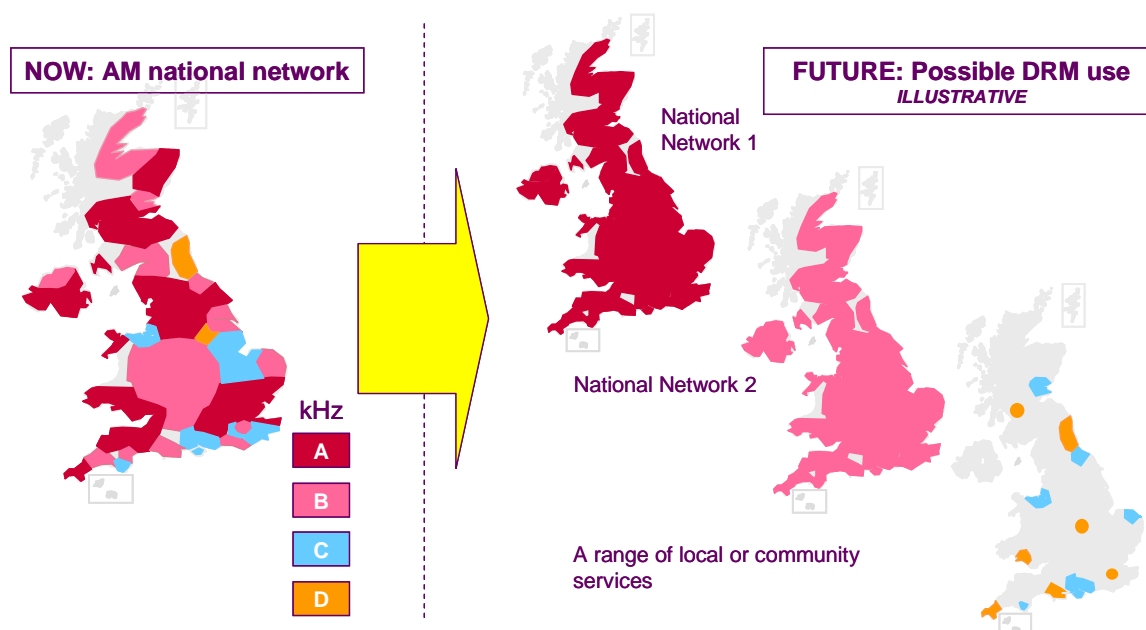 NOW: AM national network
FUTURE: Possible DRM use
ILLUSTRATIVE
National
Network 1
National Network 2
kHz
A
B
C
D
A range of local or community
services